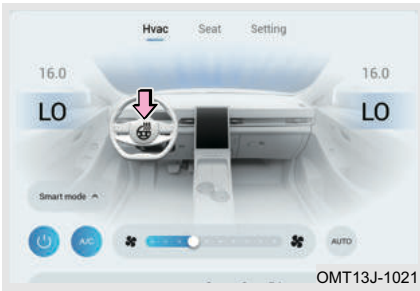 Hvac Seat Setting
16.0 16.0
LO LO
Smart mode
A/C AUTO
OMT13J-1021